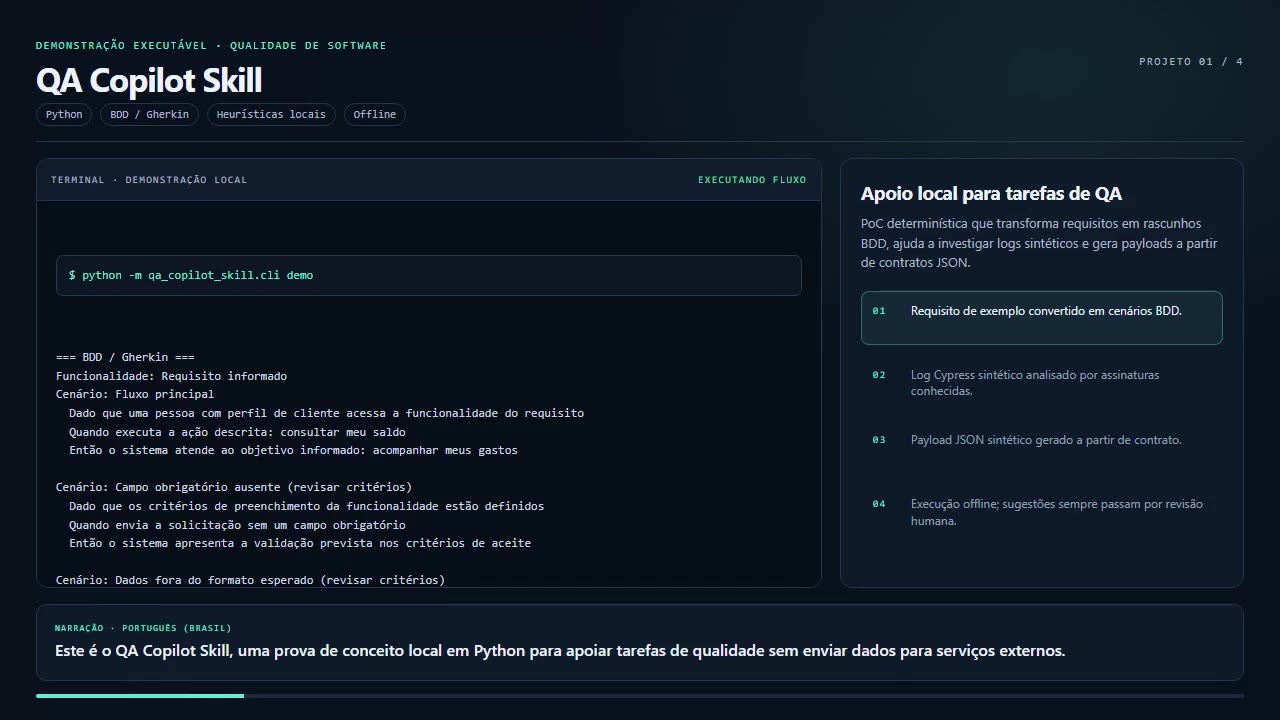 DEMONSTRAÇÃO EXECUTÁVEL · QUALIDADE DE SOFTWARE
QA Copilot Skill
PROJETO 01 / 4
Python
BDD / Gherkin
Heurísticas locais
Offline
TERMINAL · DEMONSTRAÇÃO LOCAL
EXECUTANDO FLUXO
$ python -m qa_copilot_skill.cli demo
=== BDD / Gherkin ===
Funcionalidade: Requisito informado
Cenário: Fluxo principal
  Dado que uma pessoa com perfil de cliente acessa a funcionalidade do requisito
  Quando executa a ação descrita: consultar meu saldo
  Então o sistema atende ao objetivo informado: acompanhar meus gastos
Cenário: Campo obrigatório ausente (revisar critérios)
  Dado que os critérios de preenchimento da funcionalidade estão definidos
  Quando envia a solicitação sem um campo obrigatório
  Então o sistema apresenta a validação prevista nos critérios de aceite
Cenário: Dados fora do formato esperado (revisar critérios)
Apoio local para tarefas de QA
PoC determinística que transforma requisitos em rascunhos
BDD, ajuda a investigar logs sintéticos e gera payloads a partir
de contratos JSON.
01 Requisito de exemplo convertido em cenários BDD.
02 Log Cypress sintético analisado por assinaturas
conhecidas.
03 Payload JSON sintético gerado a partir de contrato.
04 Execução offline; sugestões sempre passam por revisão
humana.
NARRAÇÃO · PORTUGUÊS (BRASIL)
Este é o QA Copilot Skill, uma prova de conceito local em Python para apoiar tarefas de qualidade sem enviar dados para serviços externos.